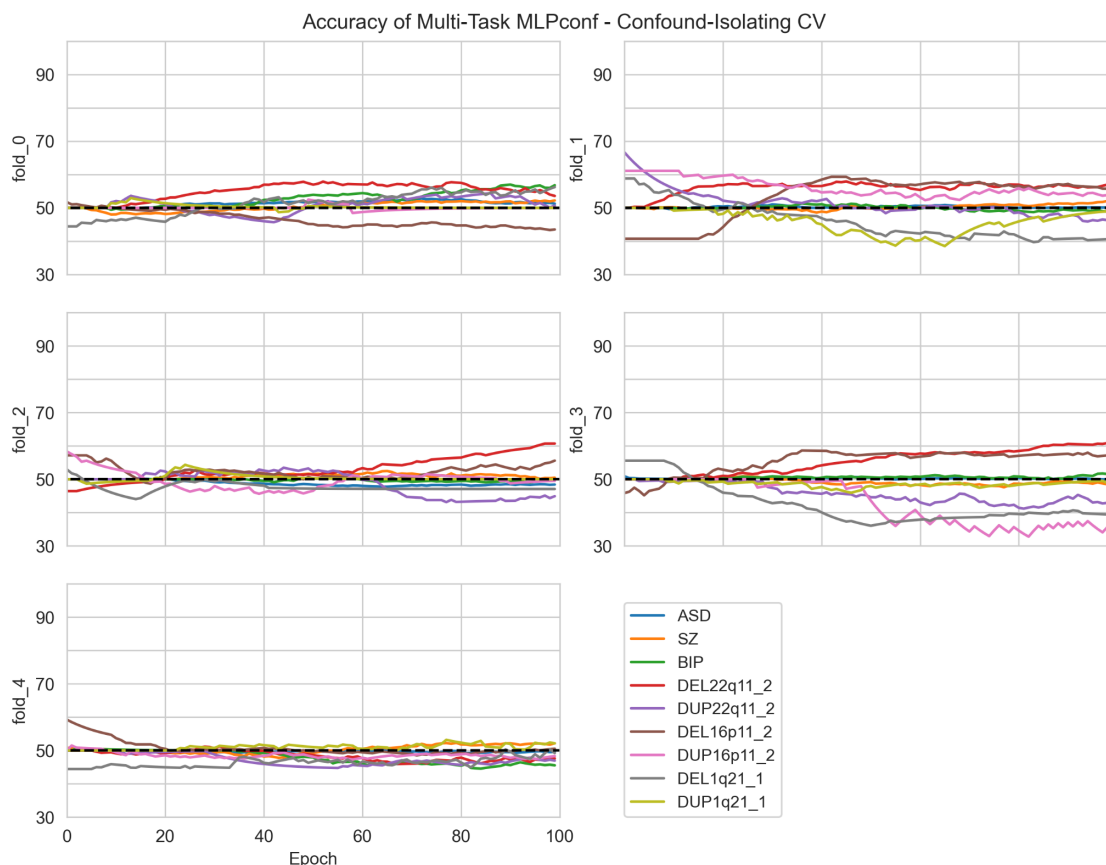 Accuracy of Multi-Task MLPconf - Confound-Isolating CV
fold_0
90
70
50
30
fold_1
90
70
50
30
fold_2
90
70
50
30
fold_3
90
70
50
30
fold_4
90
70
50
30
0
20
40
60
80
100
Epoch
ASD
SZ
BIP
DEL22q11_2
DUP22q11_2
DEL16p11_2
DUP16p11_2
DEL1q21_1
DUP1q21_1